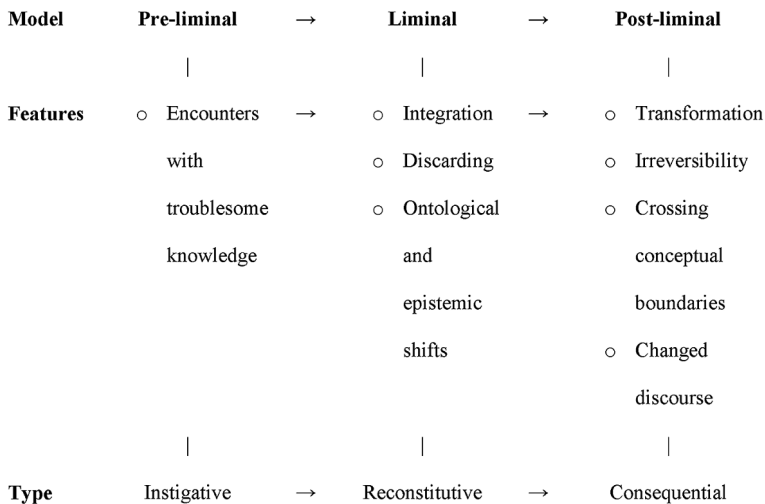 Model Pre-liminal → Liminal → Post-liminal
| | |
Features ○ Encounters → ○ Integration → ○ Transformation
with ○ Discarding ○ Irreversibility
troublesome ○ Ontological ○ Crossing
knowledge and conceptual
epistemic boundaries
shifts ○ Changed
discourse
| | |
Type Instigative → Reconstitutive → Consequential